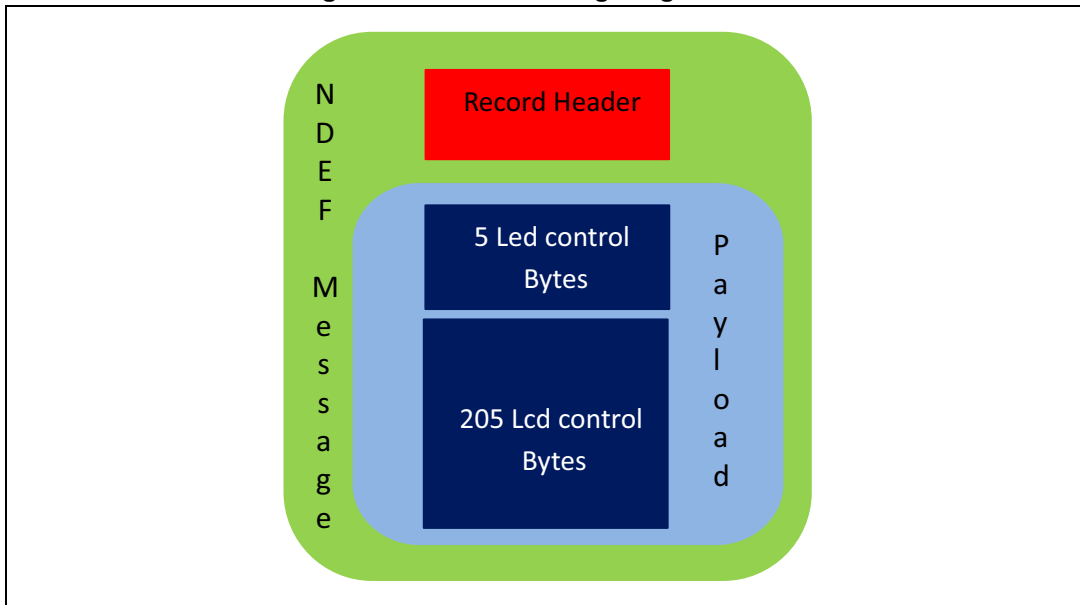 NDEF Message
Record Header
5 Led control
Bytes
205 Lcd control
Bytes
Payload